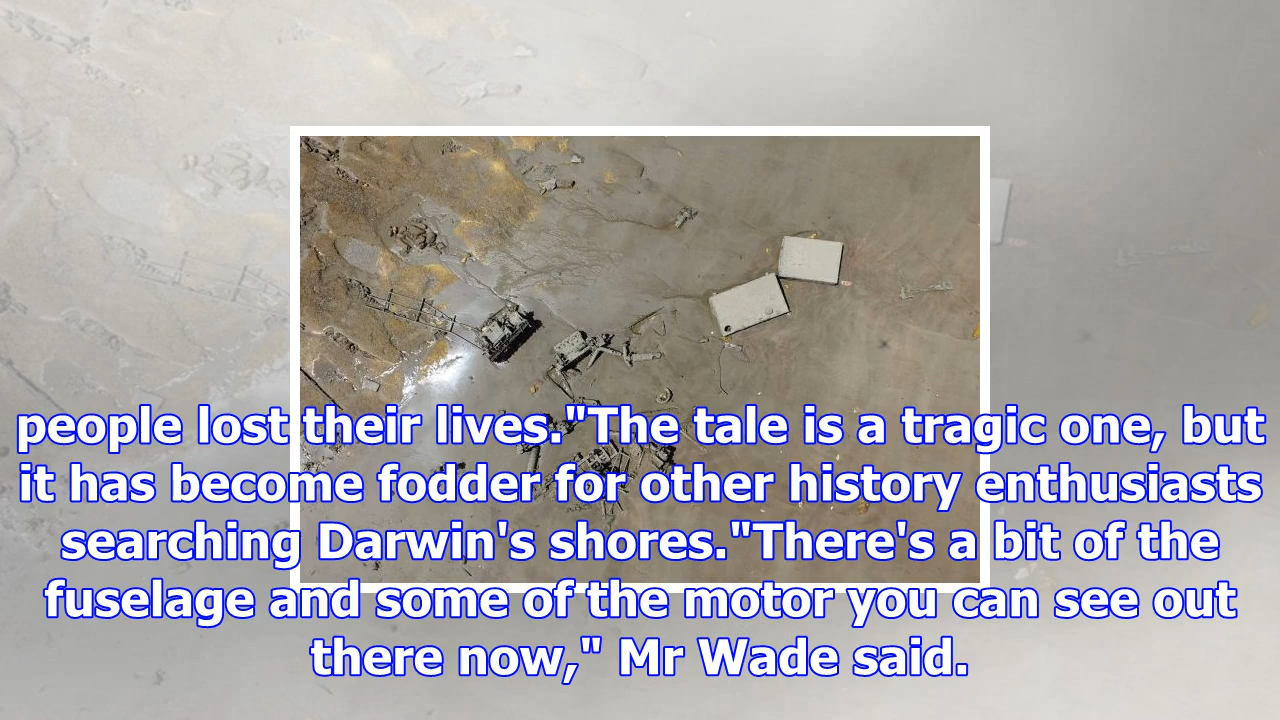 people lost their lives."The tale is a tragic one, but
it has become fodder for other history enthusiasts
searching Darwin's shores."There's a bit of the
fuselage and some of the motor you can see out
there now," Mr Wade said.